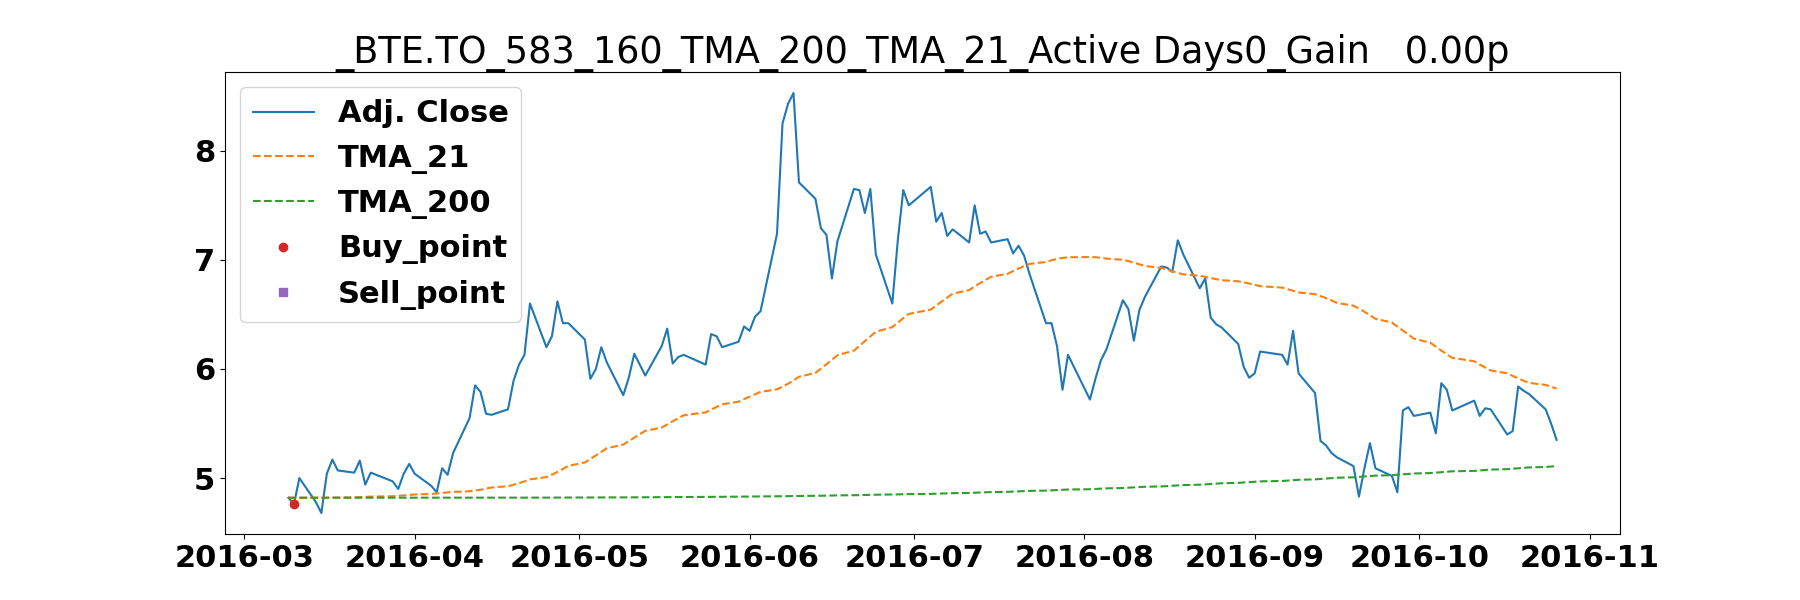 _BTE.TO_583_160_TMA_200_TMA_21_Active Days0_Gain   0.00p
Adj. Close
TMA_21
TMA_200
Buy_point
Sell_point
8
7
6
5
2016-03 2016-04 2016-05 2016-06 2016-07 2016-08 2016-09 2016-10 2016-11